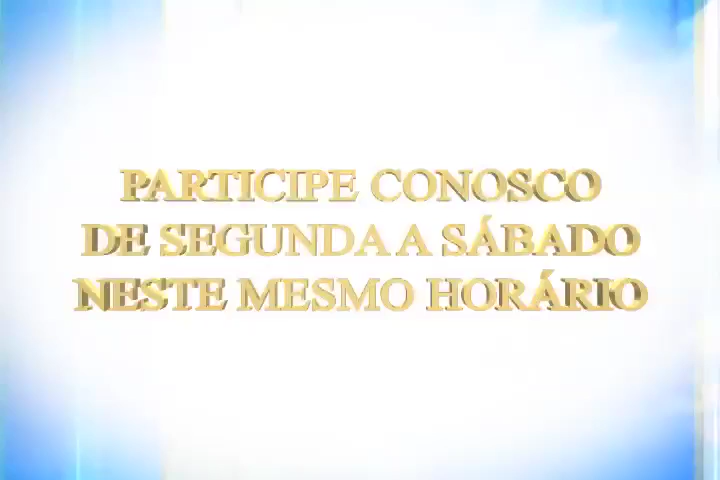 PARTICIPE CONOSCO
DE SEGUNDA A SÁBADO
NESTE MESMO HORÁRIO